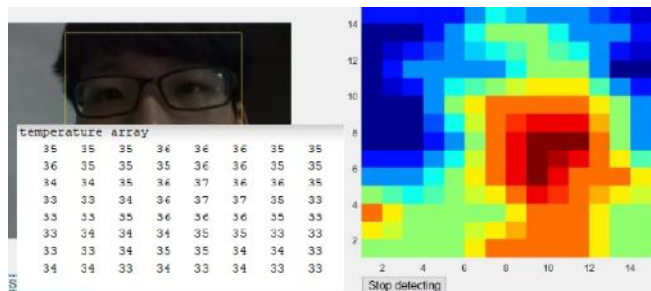 temperature array
35 35 35 36 36 36 35 35
36 35 35 35 36 36 35 35
34 34 35 36 37 36 36 35
33 33 34 36 37 37 35 33
33 33 35 36 36 36 35 33
33 34 34 34 35 35 33 33
33 33 34 35 35 34 34 33
34 34 33 34 33 34 33 33
S
14
12
10
8
6
4
2
2 4 6 8 10 12 14
Stop detecting